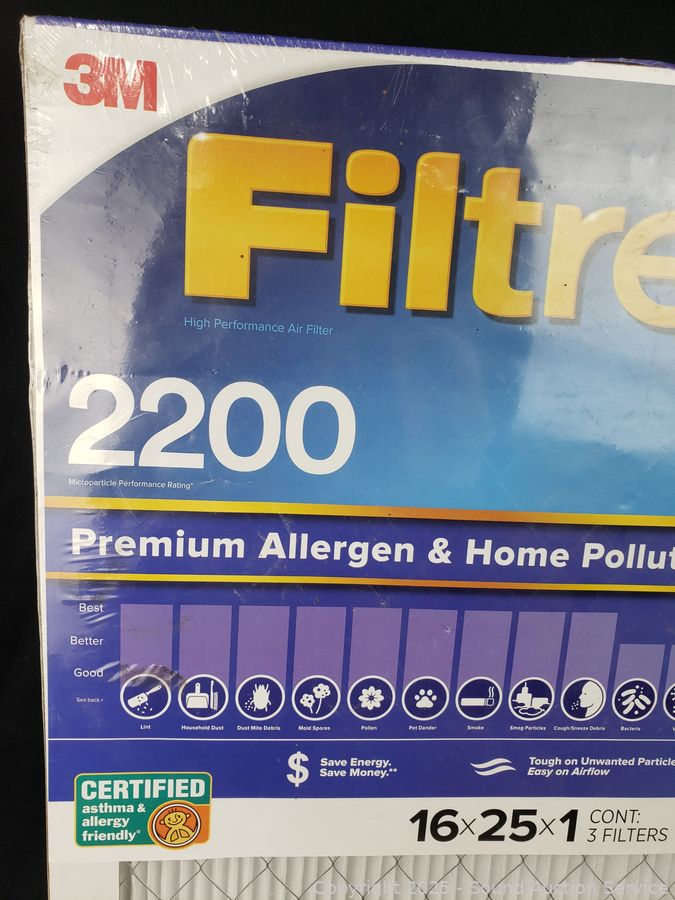 3M
Filtre
High Performance Air Filter
2200
Microparticle Performance Rating*
Premium Allergen & Home Pollut
Best
Better
Good
See back.+
Lint
Household Dust
Dust Mite Debris
Mold Spores
Pollen
Pet Dander
Smoke
Smog Particles
Cough/Sneeze Debris
Bacteria
V
$
Save Energy.
Save Money.**
Tough on Unwanted Particle
Easy on Airflow
CERTIFIED
asthma &
allergy
friendly®
16x25x1
CONT:
3 FILTERS
Copyright 2025 - Sound Auction Service